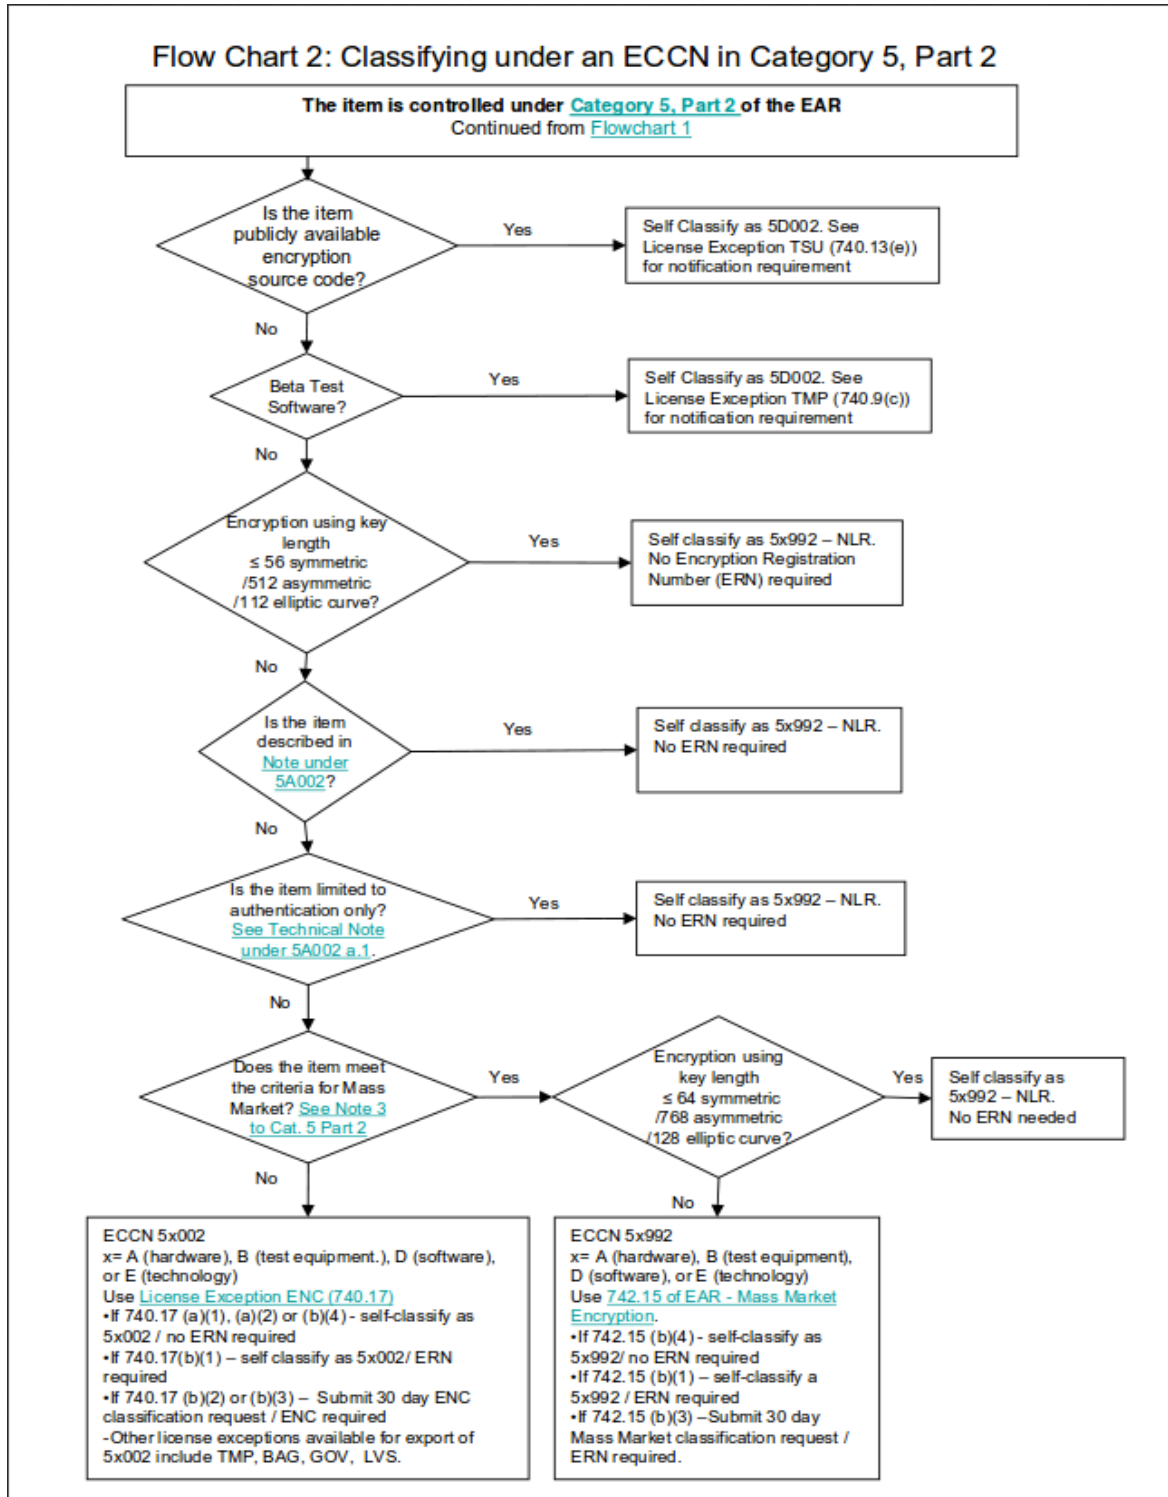 Flow Chart 2: Classifying under an ECCN in Category 5, Part 2
The item is controlled under Category 5, Part 2 of the EAR
Continued from Flowchart 1
Is the item
publicly available
encryption
source code?
Yes
Self Classify as 5D002. See
License Exception TSU (740.13(e))
for notification requirement
No
Beta Test
Software?
Yes
Self Classify as 5D002. See
License Exception TMP (740.9(c))
for notification requirement
No
Encryption using key
length
≤ 56 symmetric
/512 asymmetric
/112 elliptic curve?
Yes
Self classify as 5x992 – NLR.
No Encryption Registration
Number (ERN) required
No
Is the item
described in
Note under
5A002?
Yes
Self classify as 5x992 – NLR.
No ERN required
No
Is the item limited to
authentication only?
See Technical Note
under 5A002 a.1.
Yes
Self classify as 5x992 – NLR.
No ERN required
No
Does the item meet
the criteria for Mass
Market? See Note 3
to Cat. 5 Part 2
Yes
Encryption using
key length
≤ 64 symmetric
/768 asymmetric
/128 elliptic curve?
Yes
Self classify as
5x992 – NLR.
No ERN needed
No
No
ECCN 5x002
x= A (hardware), B (test equipment.), D (software),
or E (technology)
Use License Exception ENC (740.17)
•If 740.17 (a)(1), (a)(2) or (b)(4) - self-classify as
5x002 / no ERN required
•If 740.17(b)(1) – self classify as 5x002/ ERN
required
•If 740.17 (b)(2) or (b)(3) – Submit 30 day ENC
classification request / ENC required
-Other license exceptions available for export of
5x002 include TMP, BAG, GOV, LVS.
ECCN 5x992
x= A (hardware), B (test equipment),
D (software), or E (technology)
Use 742.15 of EAR - Mass Market
Encryption.
•If 742.15 (b)(4) - self-classify as
5x992/ no ERN required
•If 742.15 (b)(1) – self-classify a
5x992 / ERN required
•If 742.15 (b)(3) –Submit 30 day
Mass Market classification request /
ERN required.